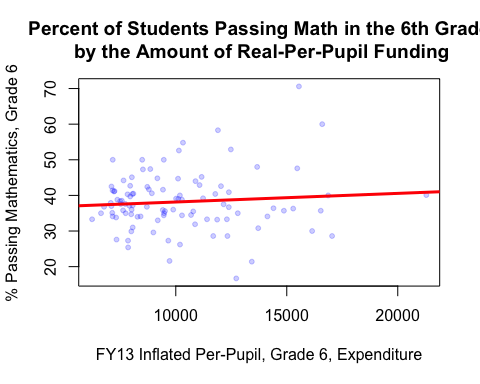 Percent of Students Passing Math in the 6th Grad
by the Amount of Real-Per-Pupil Funding
% Passing Mathematics, Grade 6
70
60
50
40
30
20
10000 15000 20000
FY13 Inflated Per-Pupil, Grade 6, Expenditure